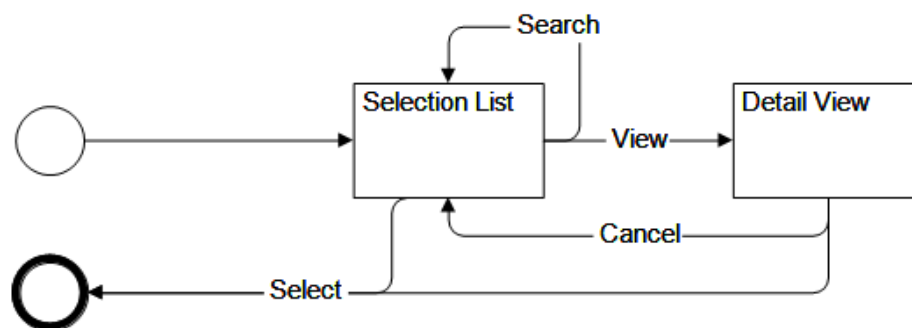 Search
Selection List
Detail View
View
Cancel
Select